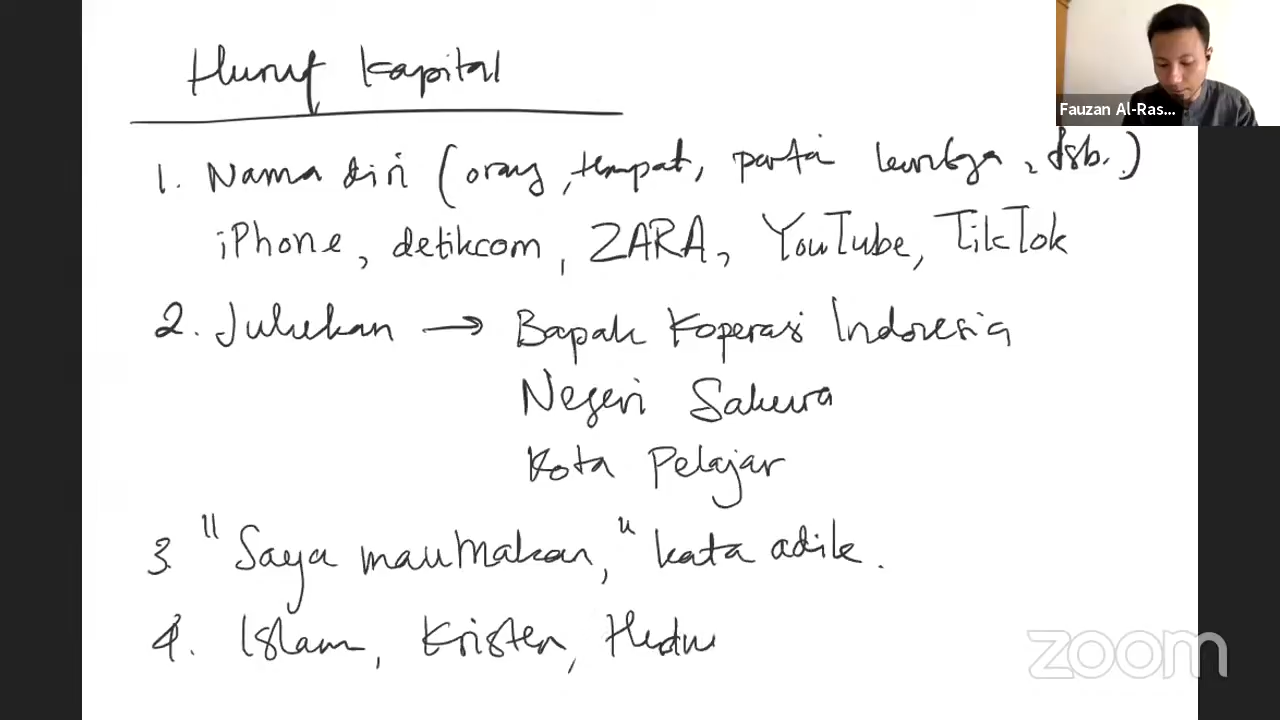 Huruf Kapital
Fauzan Al-Ras...
1. Nama diri (orang, tempat, partai lembga, dsb.)
iPhone, detikcom, ZARA, YouTube, TikTok
2. Julukan → Bapak Koperasi Indonesia
Negeri Sakura
Kota Pelajar
3. "Saya mau makan," kata adik.
4. Islam, Kristen, Hindu
zoom